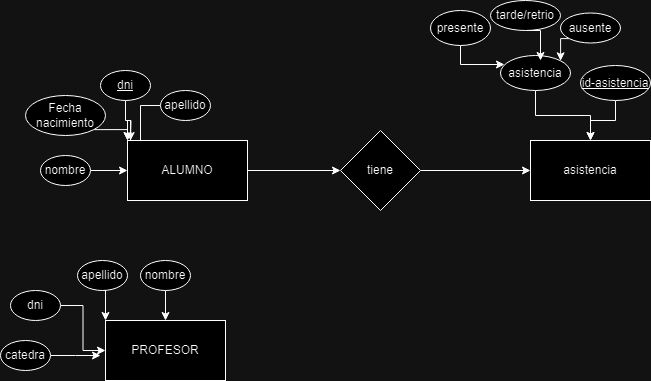 tarde/retrio
presente
ausente
asistencia
id-asistencia
dni
Fecha
nacimiento
apellido
nombre
ALUMNO
tiene
asistencia
apellido
nombre
dni
catedra
PROFESOR